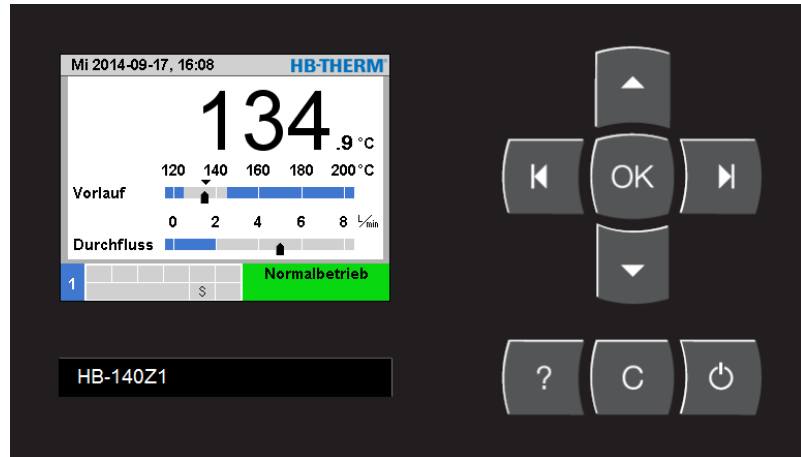 Mi 2014-09-17, 16:08 HB-THERM®
134.9 °C
120 140 160 180 200°C
Vorlauf
0 2 4 6 8 L/min
Durchfluss
1 S Normalbetrieb
OK
HB-140Z1
? C